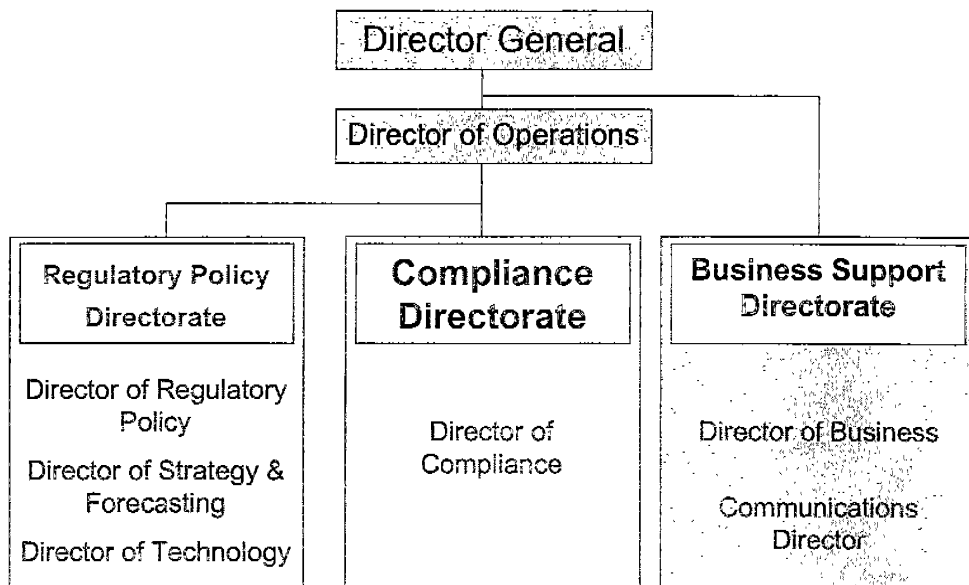 Director General
Director of Operations
Regulatory Policy
Directorate
Director of Regulatory
Policy
Director of Strategy &
Forecasting
Director of Technology
Compliance
Directorate
Director of
Compliance
Business Support
Directorate
Director of Business
Communications
Director